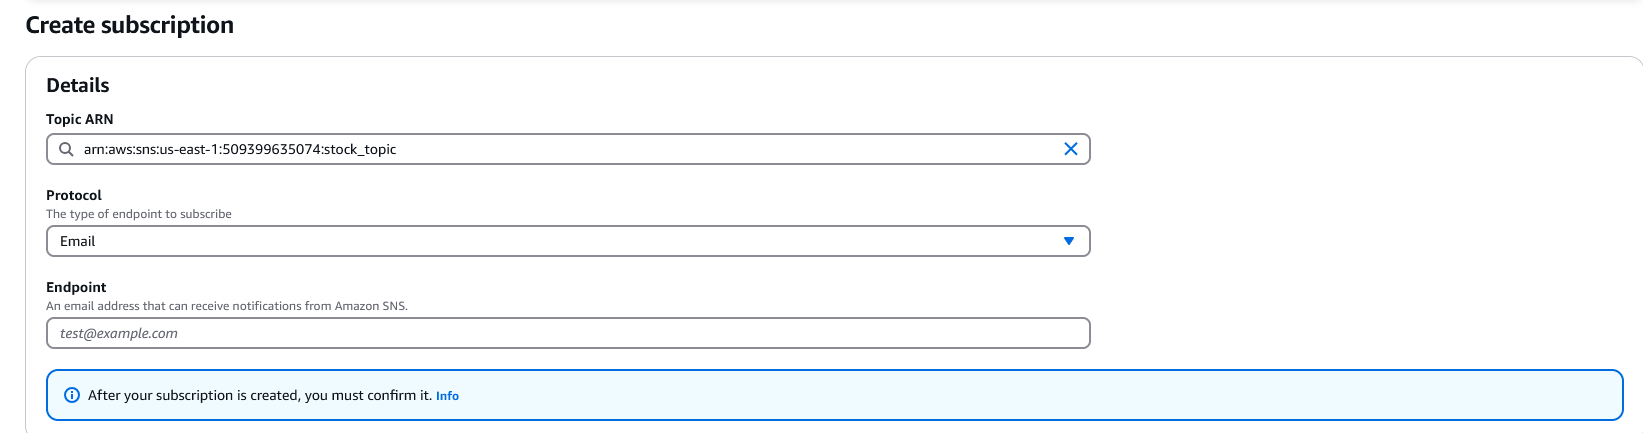 Create subscription
Details
Topic ARN
arn:aws:sns:us-east-1:509399635074:stock_topic
Protocol
The type of endpoint to subscribe
Email
Endpoint
An email address that can receive notifications from Amazon SNS.
test@example.com
After your subscription is created, you must confirm it. Info